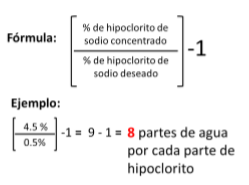 Fórmula:
% de hipoclorito de
sodio concentrado
% de hipoclorito de
sodio deseado
-1
Ejemplo:
4.5 %
0.5%
-1 = 9 - 1 = 8 partes de agua
por cada parte de
hipoclorito